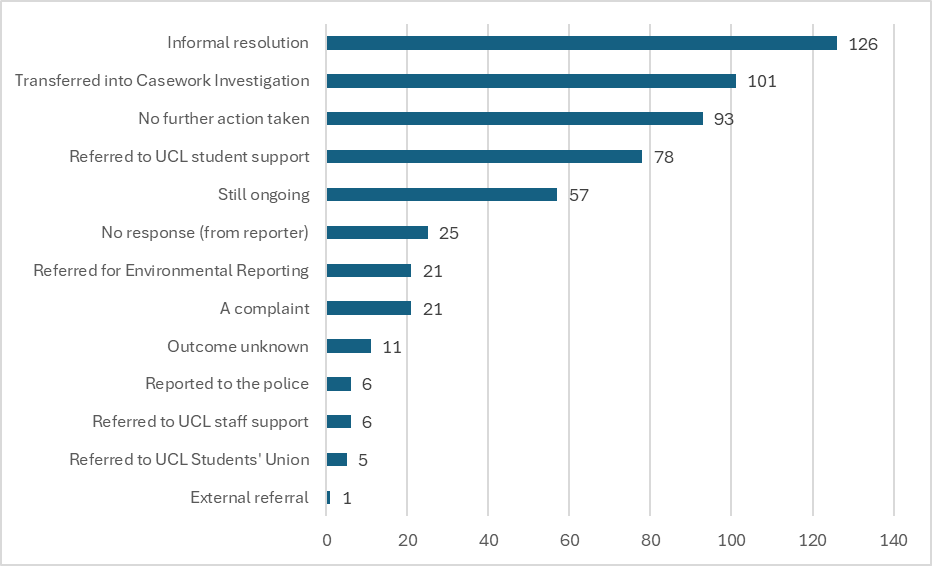 Informal resolution 126
Transferred into Casework Investigation 101
No further action taken 93
Referred to UCL student support 78
Still ongoing 57
No response (from reporter) 25
Referred for Environmental Reporting 21
A complaint 21
Outcome unknown 11
Reported to the police 6
Referred to UCL staff support 6
Referred to UCL Students' Union 5
External referral 1
0 20 40 60 80 100 120 140